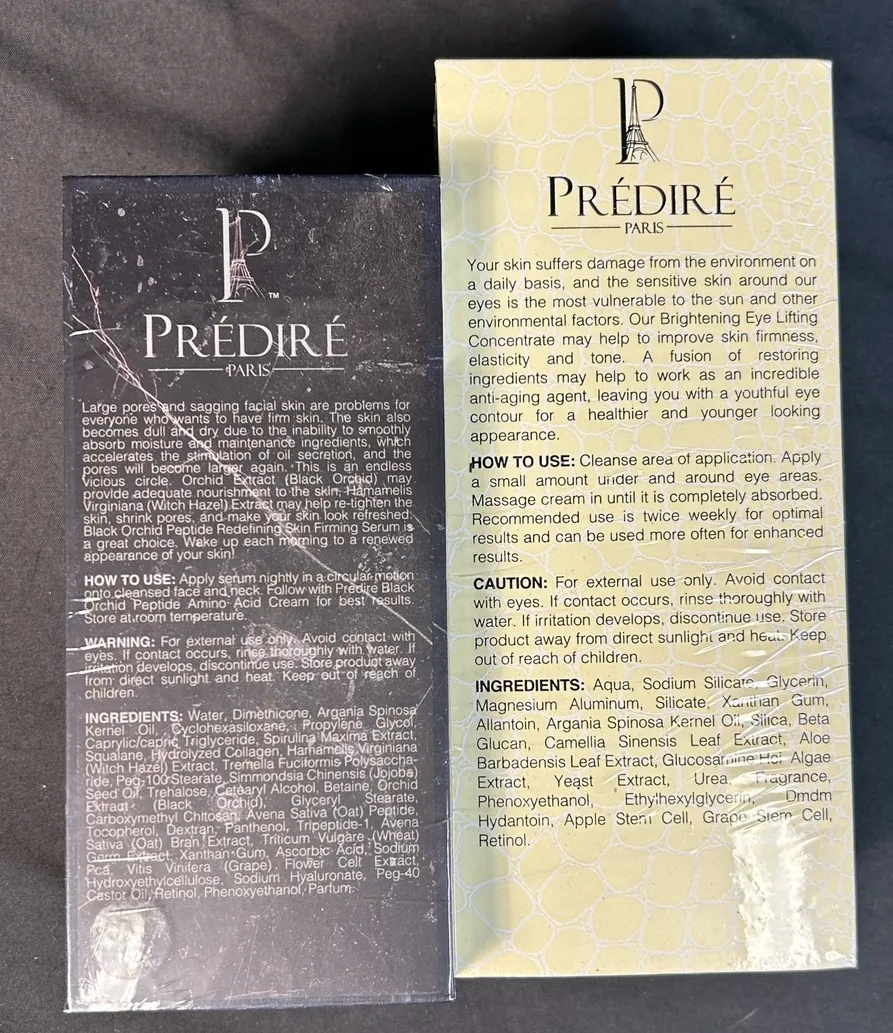 P
™
PRÉDIRÉ
PARIS
Large pores and sagging facial skin are problems for
everyone who wants to have firm skin. The skin also
becomes dull and dry due to the inability to smoothly
absorb moisture and maintenance ingredients, which
accelerates the stimulation of oil secretion, and the
pores will become larger again. This is an endless
vicious circle. Orchid Extract (Black Orchid) may
provide adequate nourishment to the skin, Hamamelis
Virginiana (Witch Hazel) Extract may help re-tighten the
skin, shrink pores, and make your skin look refreshed.
Black Orchid Peptide Redefining Skin Firming Serum is
a great choice. Wake up each morning to a renewed
appearance of your skin!
HOW TO USE: Apply serum nightly in a circular motion
onto cleansed face and neck. Follow with Prédiré Black
Orchid Peptide Amino Acid Cream for best results.
Store at room temperature.
WARNING: For external use only. Avoid contact with
eyes. If contact occurs, rinse thoroughly with water. If
irritation develops, discontinue use. Store product away
from direct sunlight and heat. Keep out of reach of
children.
INGREDIENTS: Water, Dimethicone, Argania Spinosa
Kernel Oil, Cyclohexasiloxane, Propylene Glycol,
Caprylic/capric Triglyceride, Spirulina Maxima Extract,
Squalane, Hydrolyzed Collagen, Hamamelis Virginiana
(Witch Hazel) Extract, Tremella Fuciformis Polysaccha-
ride, Peg-100 Stearate, Simmondsia Chinensis (Jojoba)
Seed Oil, Trehalose, Cetearyl Alcohol, Betaine, Orchid
Extract (Black Orchid), Glyceryl Stearate,
Carboxymethyl Chitosan, Avena Sativa (Oat) Peptide,
Tocopherol, Dextran, Panthenol, Tripeptide-1, Avena
Sativa (Oat) Bran Extract, Triticum Vulgare (Wheat)
Germ Extract, Xanthan Gum, Ascorbic Acid, Sodium
Pca, Vitis Vinifera (Grape) Flower Cell Extract,
Hydroxyethylcellulose, Sodium Hyaluronate, Peg-40
Castor Oil, Retinol, Phenoxyethanol, Parfum.
P
PRÉDIRÉ
PARIS
Your skin suffers damage from the environment on
a daily basis, and the sensitive skin around our
eyes is the most vulnerable to the sun and other
environmental factors. Our Brightening Eye Lifting
Concentrate may help to improve skin firmness,
elasticity and tone. A fusion of restoring
ingredients may help to work as an incredible
anti-aging agent, leaving you with a youthful eye
contour for a healthier and younger looking
appearance.
HOW TO USE: Cleanse area of application. Apply
a small amount under and around eye areas.
Massage cream in until it is completely absorbed.
Recommended use is twice weekly for optimal
results and can be used more often for enhanced
results.
CAUTION: For external use only. Avoid contact
with eyes. If contact occurs, rinse thoroughly with
water. If irritation develops, discontinue use. Store
product away from direct sunlight and heat. Keep
out of reach of children.
INGREDIENTS: Aqua, Sodium Silicate, Glycerin,
Magnesium Aluminum, Silicate, Xanthan Gum,
Allantoin, Argania Spinosa Kernel Oil, Silica, Beta
Glucan, Camellia Sinensis Leaf Extract, Aloe
Barbadensis Leaf Extract, Glucosamine Hcl Algae
Extract, Yeast Extract, Urea, Fragrance,
Phenoxyethanol, Ethylhexylglycerin, Dmdm
Hydantoin, Apple Stem Cell, Grape Stem Cell,
Retinol.